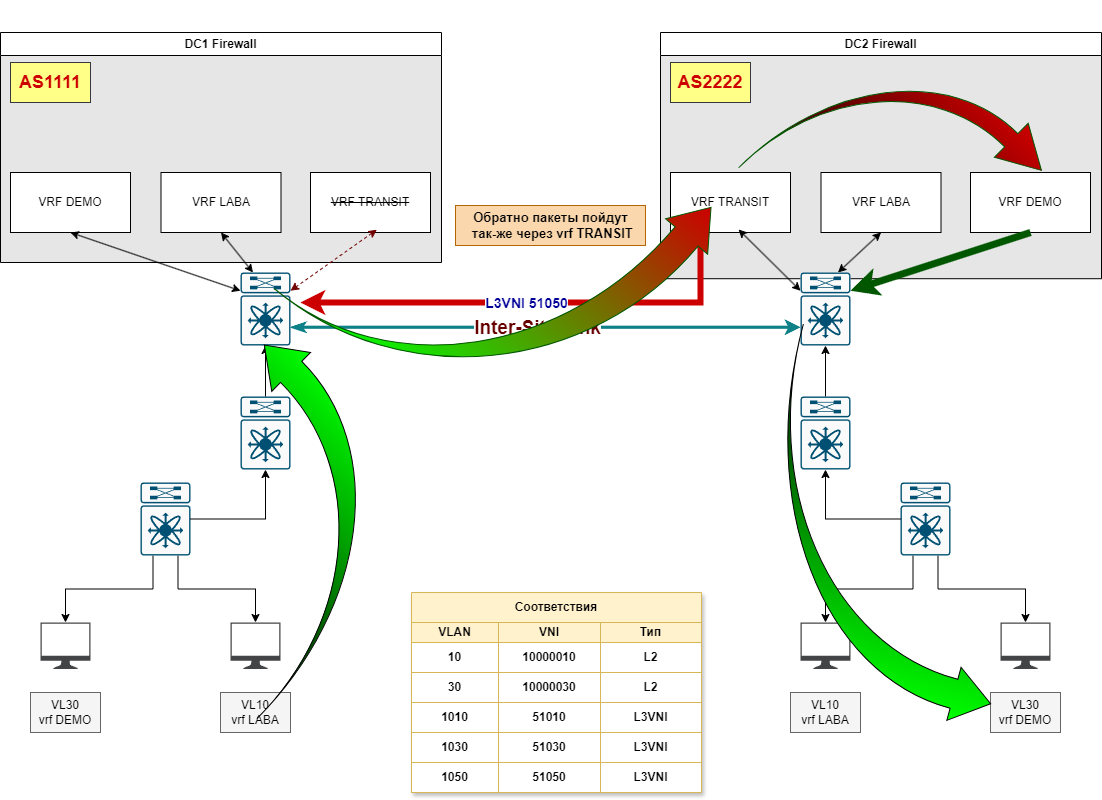 DC1 Firewall
DC2 Firewall
AS1111
AS2222
VRF DEMO
VRF LABA
VRF TRANSIT
VRF TRANSIT
VRF LABA
VRF DEMO
Обратно пакеты пойдут
так-же через vrf TRANSIT
L3VNI 51050
VL30
vrf DEMO
VL10
vrf LABA
VL10
vrf LABA
VL30
vrf DEMO
Соответствия
VLAN VNI Тип
10 10000010 L2
30 10000030 L2
1010 51010 L3VNI
1030 51030 L3VNI
1050 51050 L3VNI